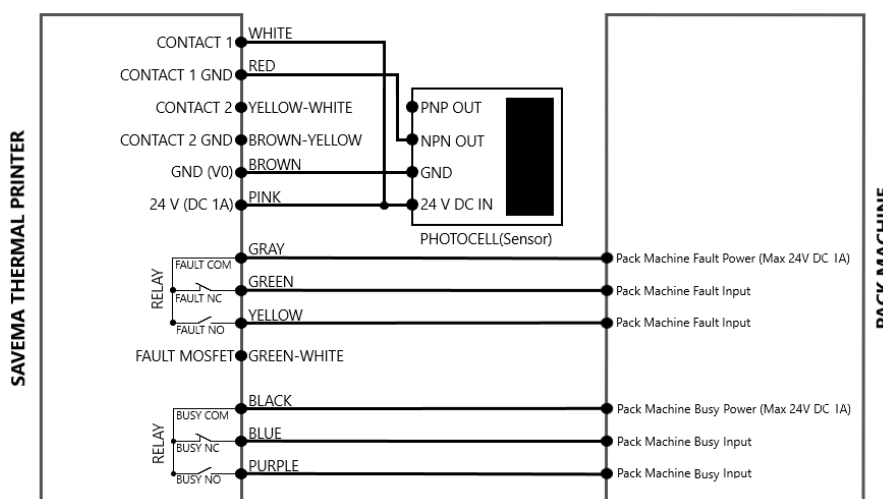 SAVEMA THERMAL PRINTER
CONTACT 1 WHITE
CONTACT 1 GND RED
CONTACT 2 YELLOW-WHITE
CONTACT 2 GND BROWN-YELLOW
GND (V0) BROWN
24 V (DC 1A) PINK
PNP OUT
NPN OUT
GND
24 V DC IN
PHOTOCELL(Sensor)
RELAY
FAULT COM GRAY Pack Machine Fault Power (Max 24V DC 1A)
FAULT NC GREEN Pack Machine Fault Input
FAULT NO YELLOW Pack Machine Fault Input
FAULT MOSFET GREEN-WHITE
RELAY
BUSY COM BLACK Pack Machine Busy Power (Max 24V DC 1A)
BUSY NC BLUE Pack Machine Busy Input
BUSY NO PURPLE Pack Machine Busy Input
PACK MACHINE